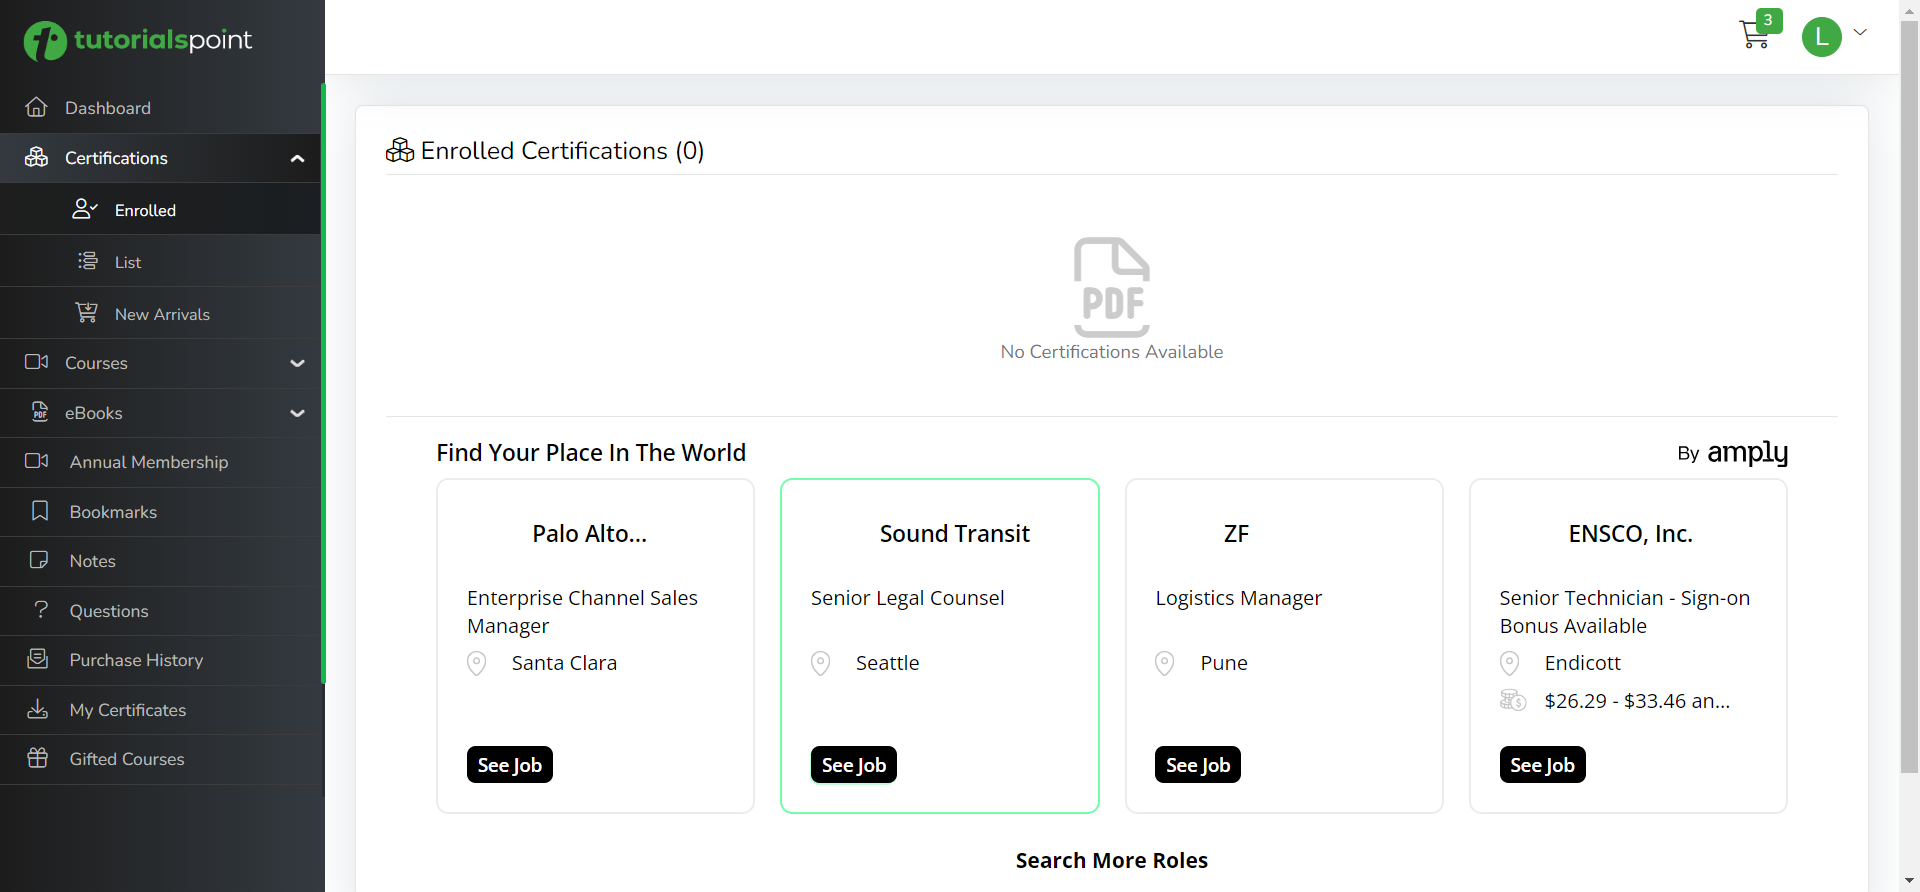 tutorialspoint
3
L
Dashboard
Certifications
Enrolled
List
New Arrivals
Courses
PDF
eBooks
Annual Membership
Bookmarks
Notes
Questions
Purchase History
My Certificates
Gifted Courses
Enrolled Certifications (0)
PDF
No Certifications Available
Find Your Place In The World
By amply
Palo Alto...
Enterprise Channel Sales
Manager
Santa Clara
See Job
Sound Transit
Senior Legal Counsel
Seattle
See Job
ZF
Logistics Manager
Pune
See Job
ENSCO, Inc.
Senior Technician - Sign-on
Bonus Available
Endicott
$26.29 - $33.46 an...
See Job
Search More Roles